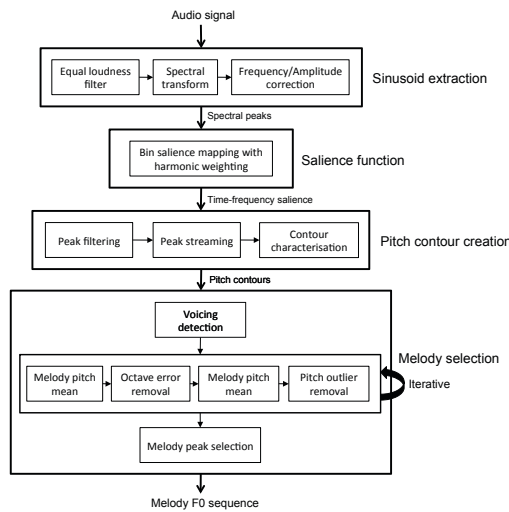 Audio signal
Equal loudness
filter
Spectral
transform
Frequency/Amplitude
correction
Sinusoid extraction
Spectral peaks
Bin salience mapping with
harmonic weighting
Salience function
Time-frequency salience
Peak filtering
Peak streaming
Contour
characterisation
Pitch contour creation
Pitch contours
Voicing
detection
Melody selection
Melody pitch
mean
Octave error
removal
Melody pitch
mean
Pitch outlier
removal
Iterative
Melody peak selection
Melody F0 sequence